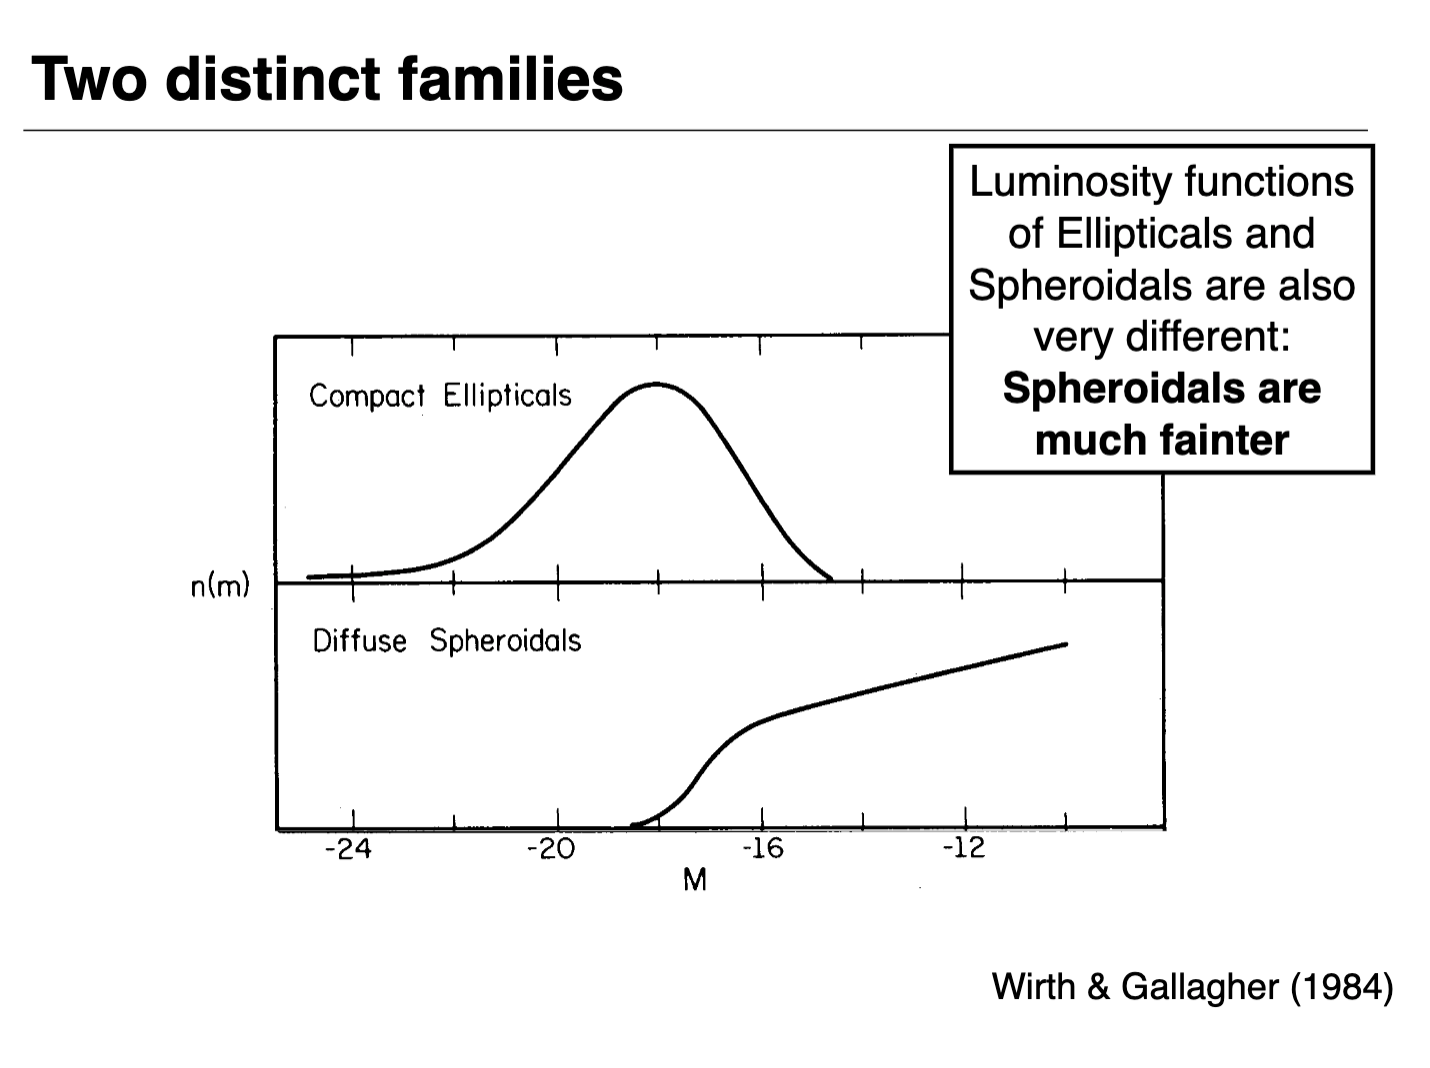 Two distinct families
Luminosity functions
of Ellipticals and
Spheroidals are also
very different:
Spheroidals are
much fainter
Compact Ellipticals
n(m)
Diffuse Spheroidals
-24 -20 -16 -12
M
Wirth & Gallagher (1984)